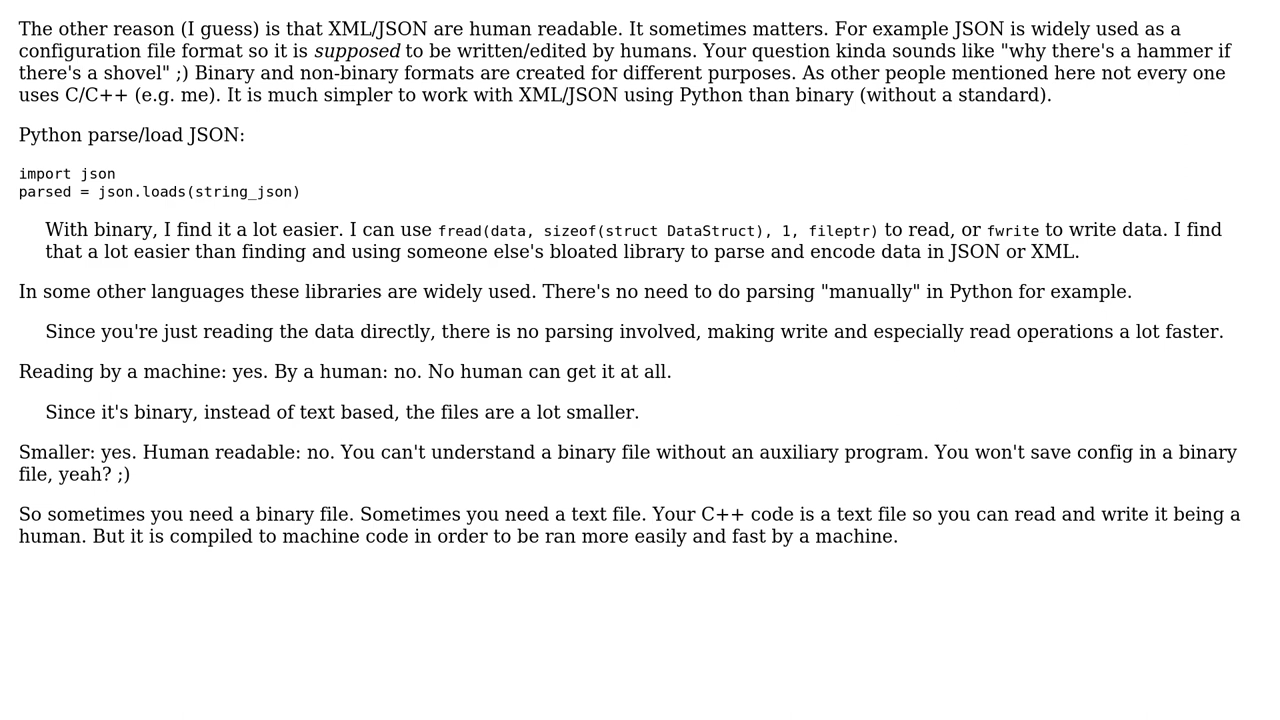 The other reason (I guess) is that XML/JSON are human readable. It sometimes matters. For example JSON is widely used as a
configuration file format so it is supposed to be written/edited by humans. Your question kinda sounds like "why there's a hammer if
there's a shovel" ;) Binary and non-binary formats are created for different purposes. As other people mentioned here not every one
uses C/C++ (e.g. me). It is much simpler to work with XML/JSON using Python than binary (without a standard).
Python parse/load JSON:
import json
parsed = json.loads(string_json)
With binary, I find it a lot easier. I can use fread(data, sizeof(struct DataStruct), 1, fileptr) to read, or fwrite to write data. I find
that a lot easier than finding and using someone else's bloated library to parse and encode data in JSON or XML.
In some other languages these libraries are widely used. There's no need to do parsing "manually" in Python for example.
Since you're just reading the data directly, there is no parsing involved, making write and especially read operations a lot faster.
Reading by a machine: yes. By a human: no. No human can get it at all.
Since it's binary, instead of text based, the files are a lot smaller.
Smaller: yes. Human readable: no. You can't understand a binary file without an auxiliary program. You won't save config in a binary
file, yeah? ;)
So sometimes you need a binary file. Sometimes you need a text file. Your C++ code is a text file so you can read and write it being a
human. But it is compiled to machine code in order to be ran more easily and fast by a machine.